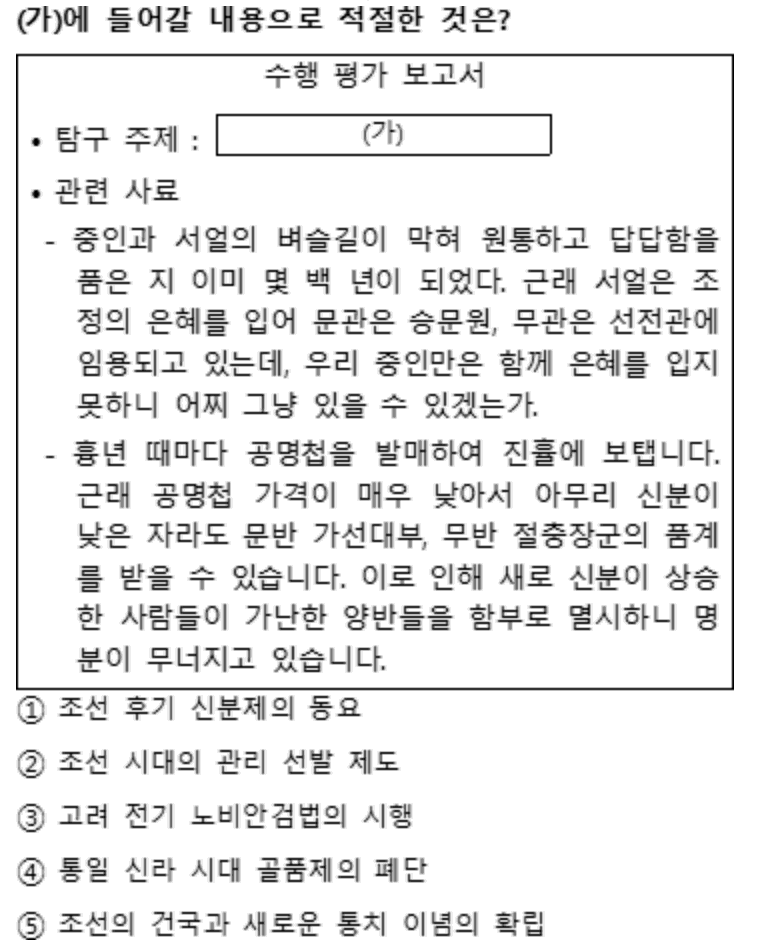 (가)에 들어갈 내용으로 적절한 것은?
수행 평가 보고서
• 탐구 주제 : (가)
• 관련 사료
- 중인과 서얼의 벼슬길이 막혀 원통하고 답답함을
품은 지 이미 몇 백 년이 되었다. 근래 서얼은 조
정의 은혜를 입어 문관은 승문원, 무관은 선전관에
임용되고 있는데, 우리 중인만은 함께 은혜를 입지
못하니 어찌 그냥 있을 수 있겠는가.
- 흉년 때마다 공명첩을 발매하여 진휼에 보탭니다.
근래 공명첩 가격이 매우 낮아서 아무리 신분이
낮은 자라도 문반 가선대부, 무반 절충장군의 품계
를 받을 수 있습니다. 이로 인해 새로 신분이 상승
한 사람들이 가난한 양반들을 함부로 멸시하니 명
분이 무너지고 있습니다.
① 조선 후기 신분제의 동요
② 조선 시대의 관리 선발 제도
③ 고려 전기 노비안검법의 시행
④ 통일 신라 시대 골품제의 폐단
⑤ 조선의 건국과 새로운 통치 이념의 확립